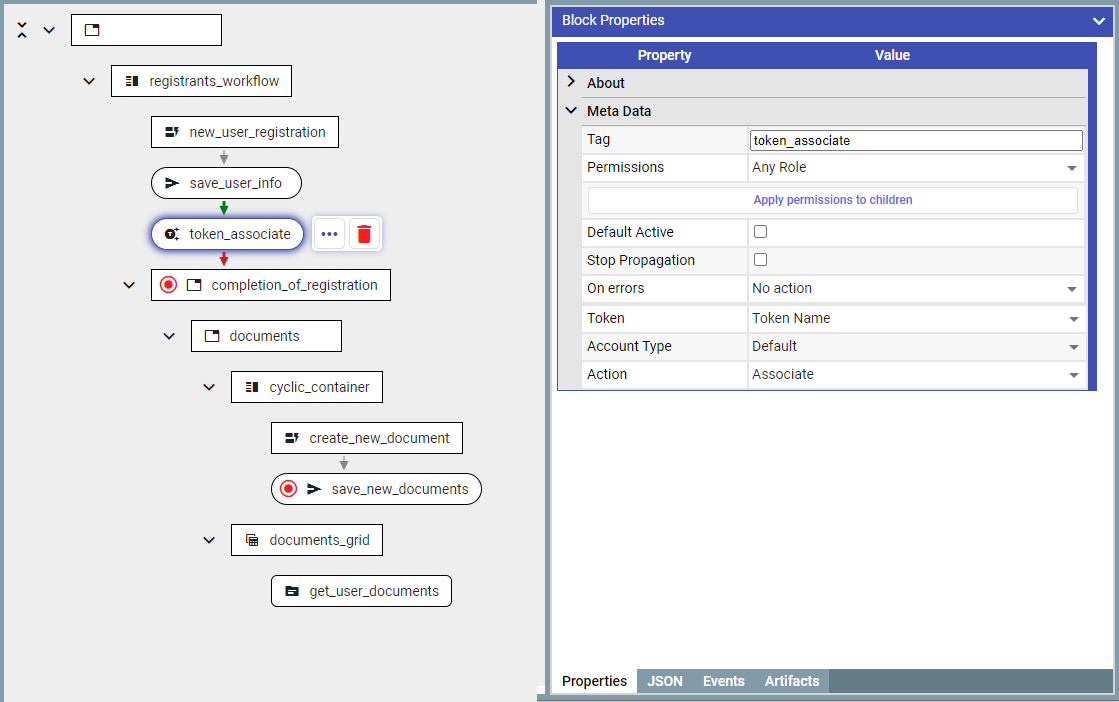 registrants_workflow
new_user_registration
save_user_info
token_associate
completion_of_registration
documents
cyclic_container
create_new_document
save_new_documents
documents_grid
get_user_documents
Block Properties
Property Value
About
Meta Data
Tag token_associate
Permissions Any Role
Apply permissions to children
Default Active
Stop Propagation
On errors No action
Token Token Name
Account Type Default
Action Associate
Properties JSON Events Artifacts